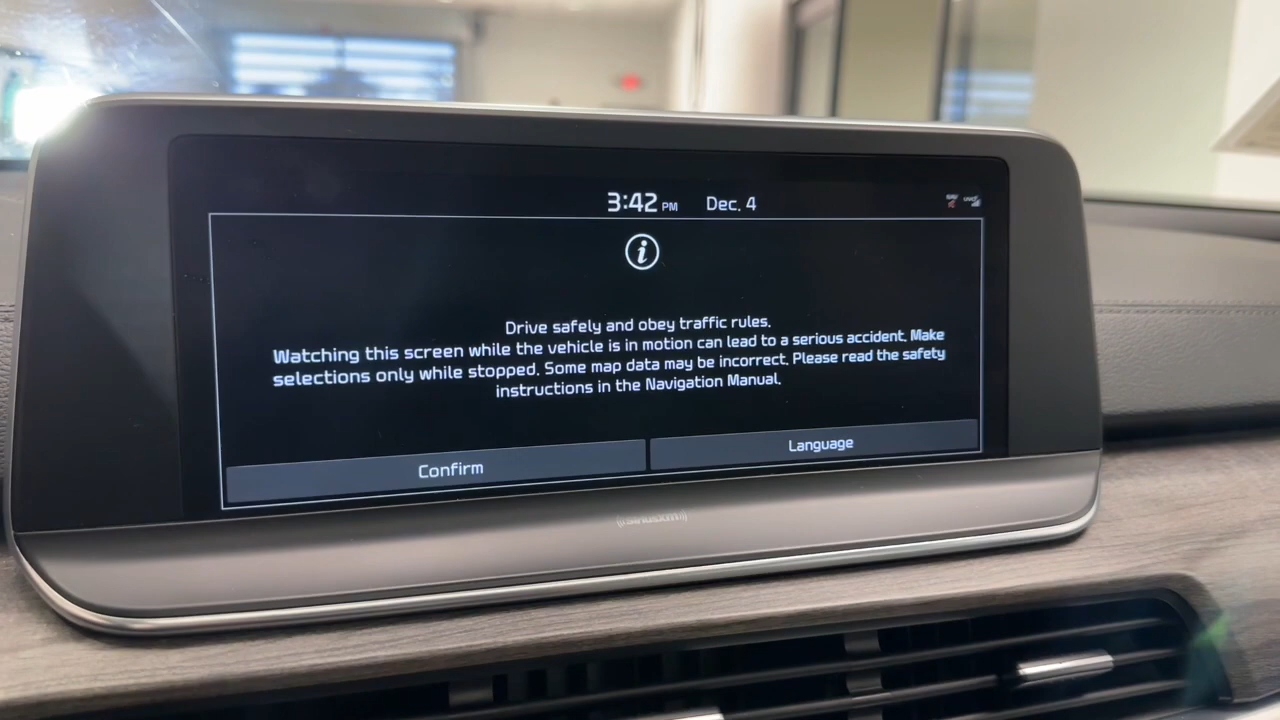 3:42 PM Dec. 4
Drive safely and obey traffic rules.
Watching this screen while the vehicle is in motion can lead to a serious accident. Make
selections only while stopped. Some map data may be incorrect. Please read the safety
instructions in the Navigation Manual.
Confirm
Language
((SiriusXM))